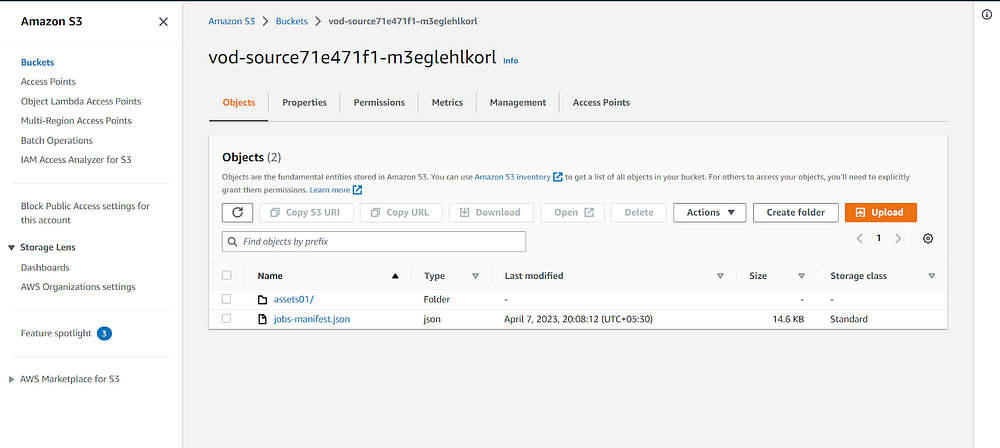 Amazon S3
Buckets
Access Points
Object Lambda Access Points
Multi-Region Access Points
Batch Operations
IAM Access Analyzer for S3
Block Public Access settings for
this account
Storage Lens
Dashboards
AWS Organizations settings
Feature spotlight 3
AWS Marketplace for S3
Amazon S3 > Buckets > vod-source71e471f1-m3eglehlkorl
vod-source71e471f1-m3eglehlkorl Info
Objects Properties Permissions Metrics Management Access Points
Objects (2)
Objects are the fundamental entities stored in Amazon S3. You can use Amazon S3 inventory to get a list of all objects in your bucket. For others to access your objects, you'll need to explicitly
grant them permissions. Learn more
Copy S3 URI Copy URL Download Open Delete Actions Create folder Upload
Find objects by prefix
1
Name Type Last modified Size Storage class
assets01/ Folder - - -
jobs-manifest.json json April 7, 2023, 20:08:12 (UTC+05:30) 14.6 KB Standard